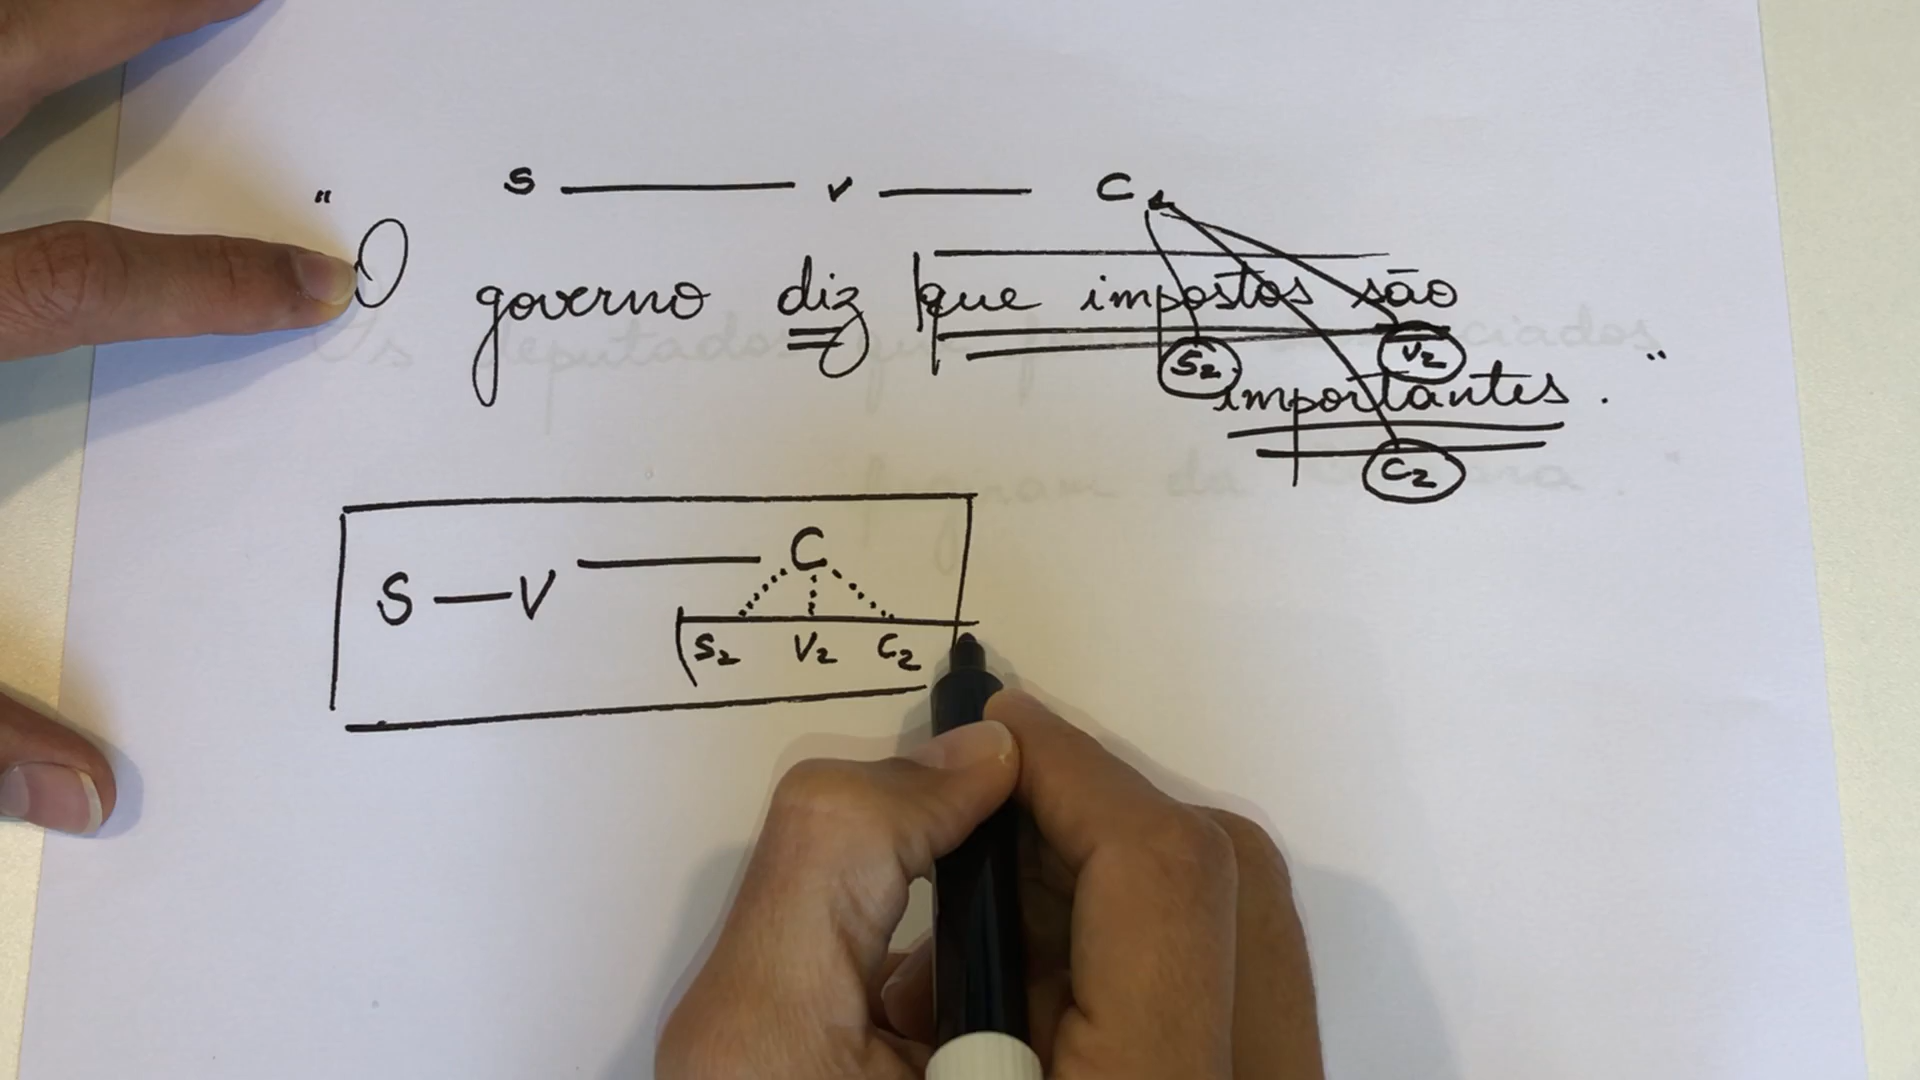 S V C
"O governo diz que impostos são
S2 V2
importantes."
C2
S — V — C
S2 V2 C2